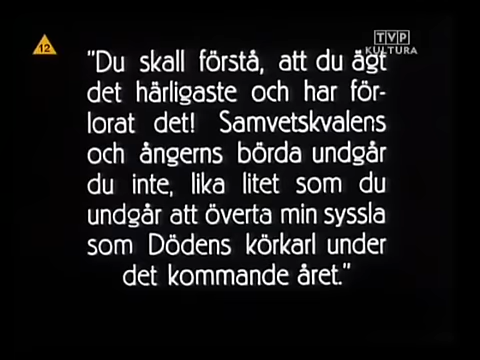 12
TVP
KULTURA
"Du skall förstå, att du ägt
det härligaste och har för-
lorat det! Samvetskvalens
och ångerns börda undgår
du inte, lika litet som du
undgår att överta min syssla
som Dödens körkarl under
det kommande året."